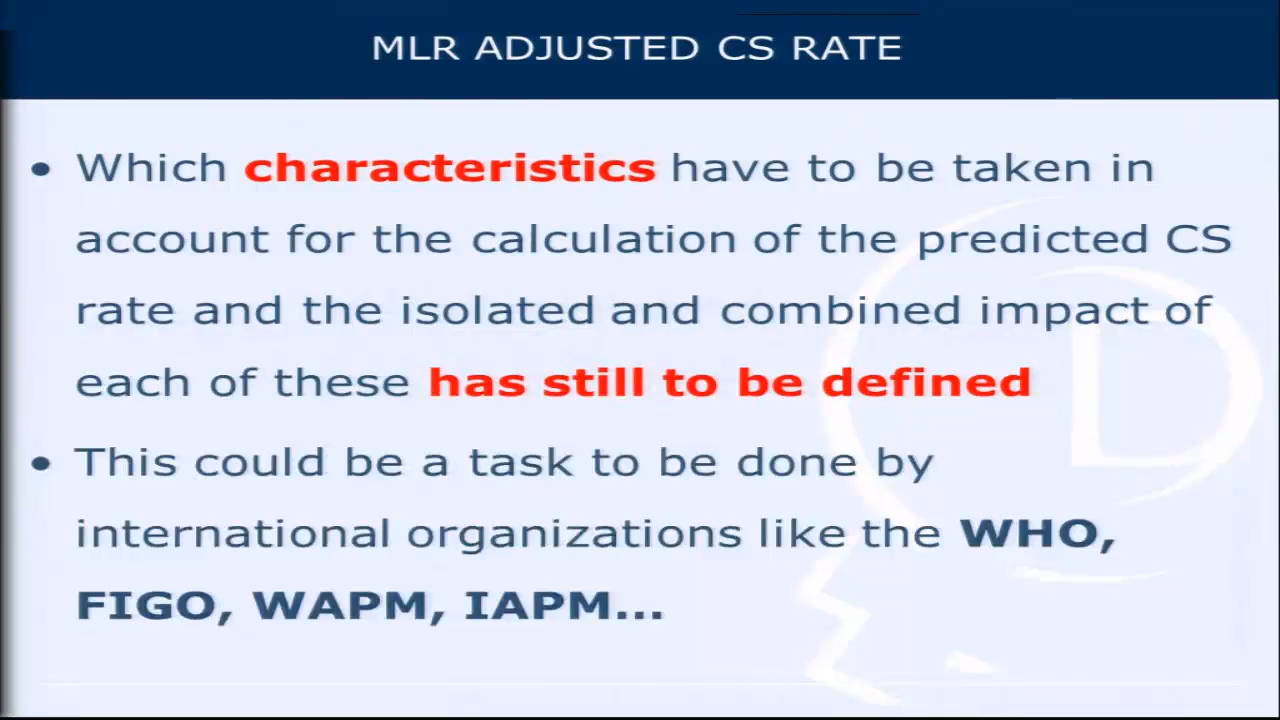 MLR ADJUSTED CS RATE
• Which characteristics have to be taken in
account for the calculation of the predicted CS
rate and the isolated and combined impact of
each of these has still to be defined
• This could be a task to be done by
international organizations like the WHO,
FIGO, WAPM, IAPM...